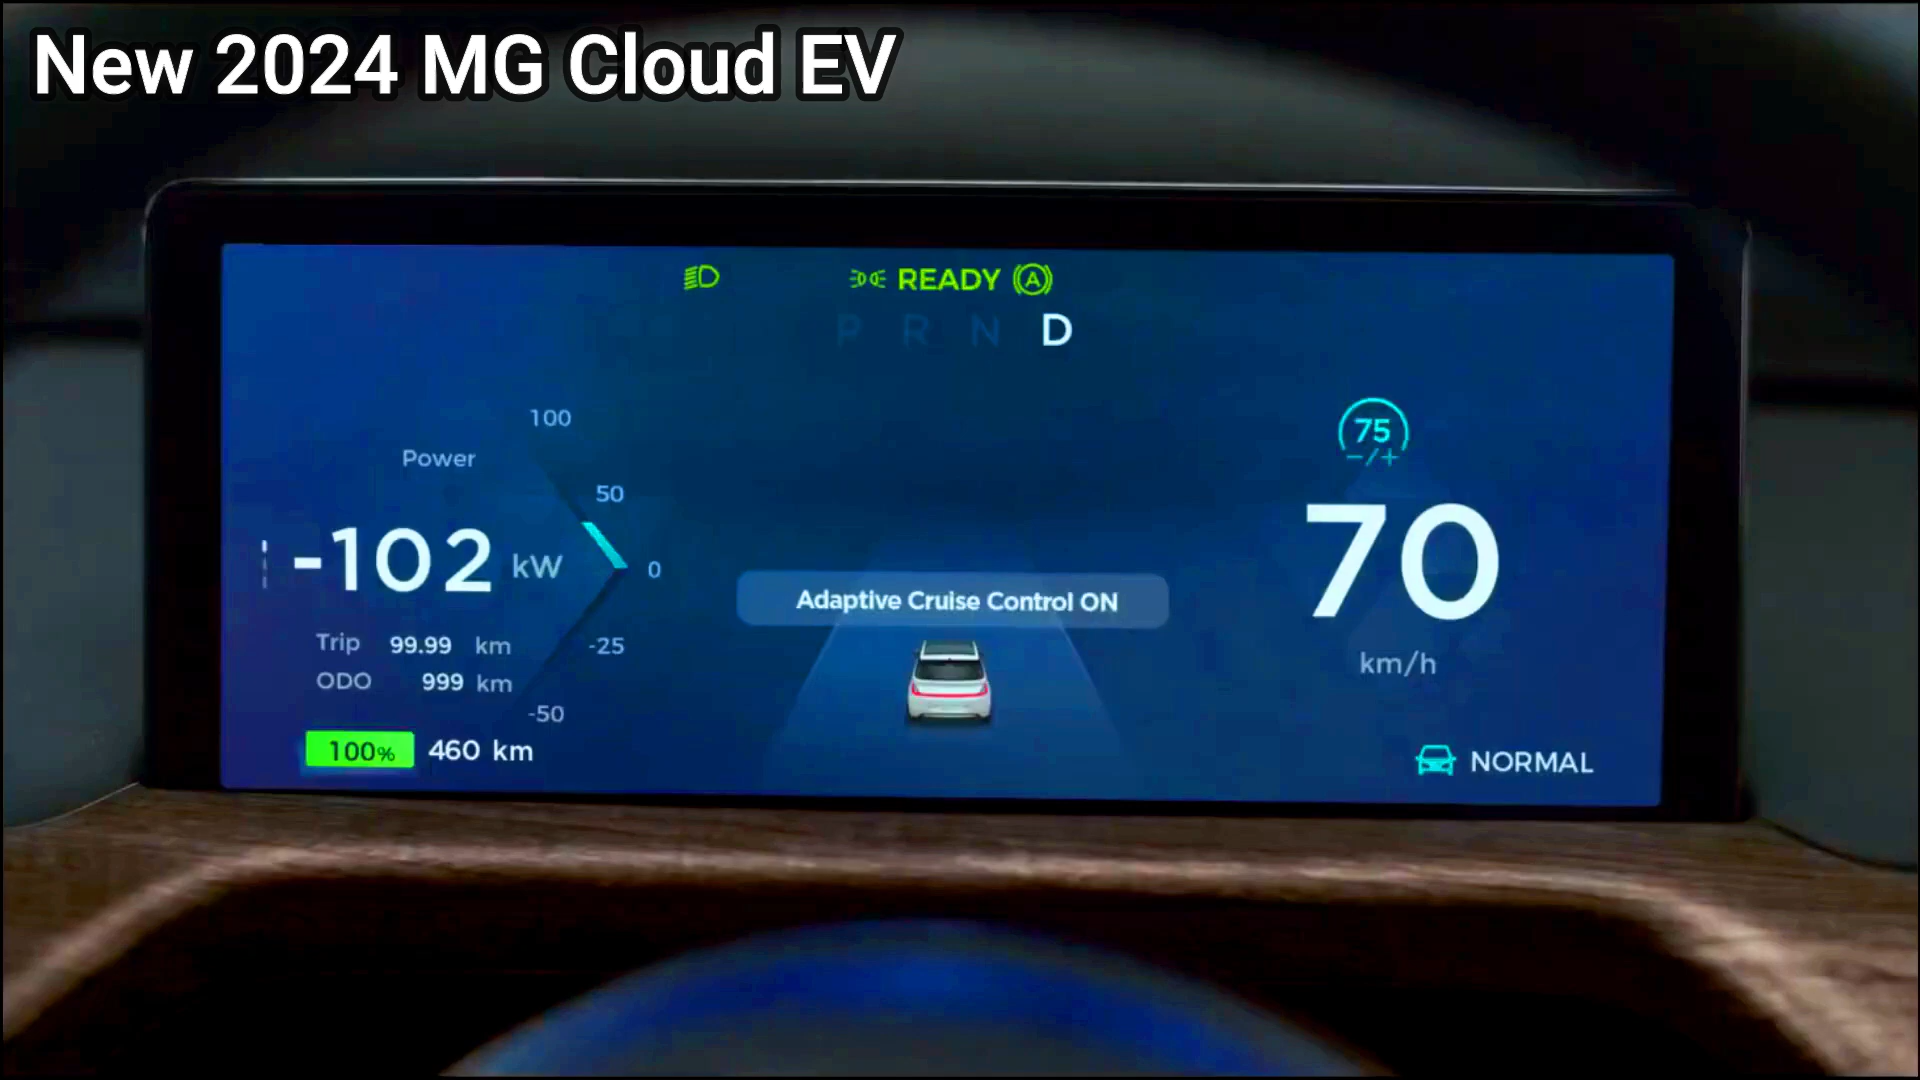 New 2024 MG Cloud EV
READY (A)
P R N D
100
Power
50
-102 kW
0
-25
-50
Trip 99.99 km
ODO 999 km
100% 460 km
Adaptive Cruise Control ON
75
-/+
70
km/h
NORMAL